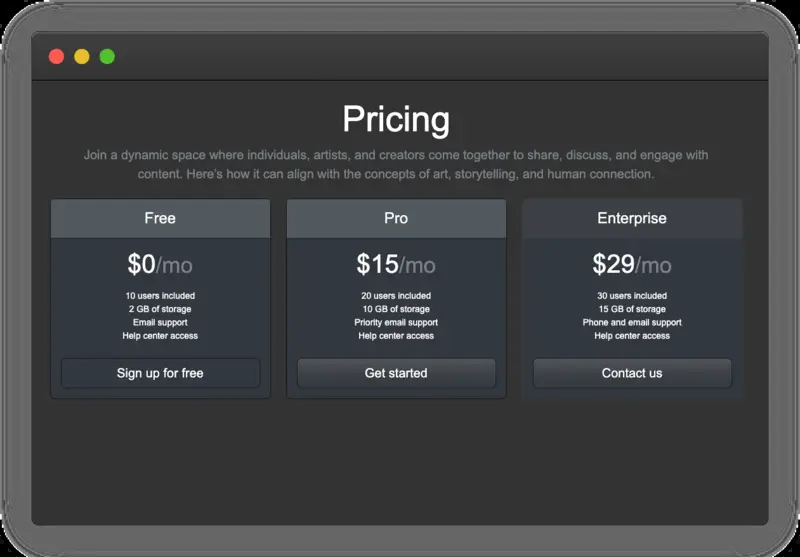 Pricing
Join a dynamic space where individuals, artists, and creators come together to share, discuss, and engage with
content. Here's how it can align with the concepts of art, storytelling, and human connection.
Free
$0/mo
10 users included
2 GB of storage
Email support
Help center access
Sign up for free
Pro
$15/mo
20 users included
10 GB of storage
Priority email support
Help center access
Get started
Enterprise
$29/mo
30 users included
15 GB of storage
Phone and email support
Help center access
Contact us